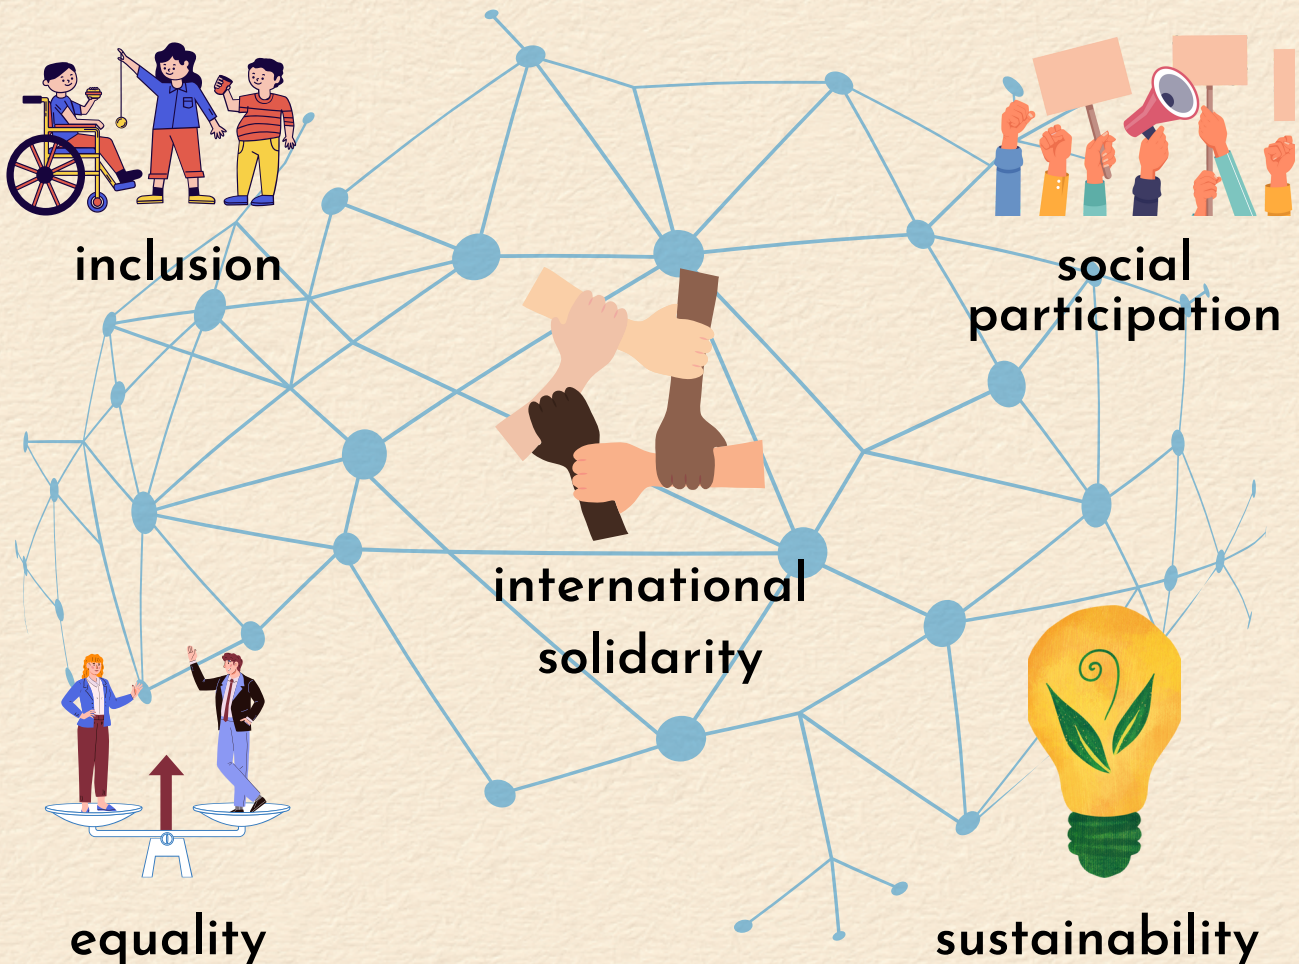 inclusion
social
participation
international
solidarity
equality
sustainability